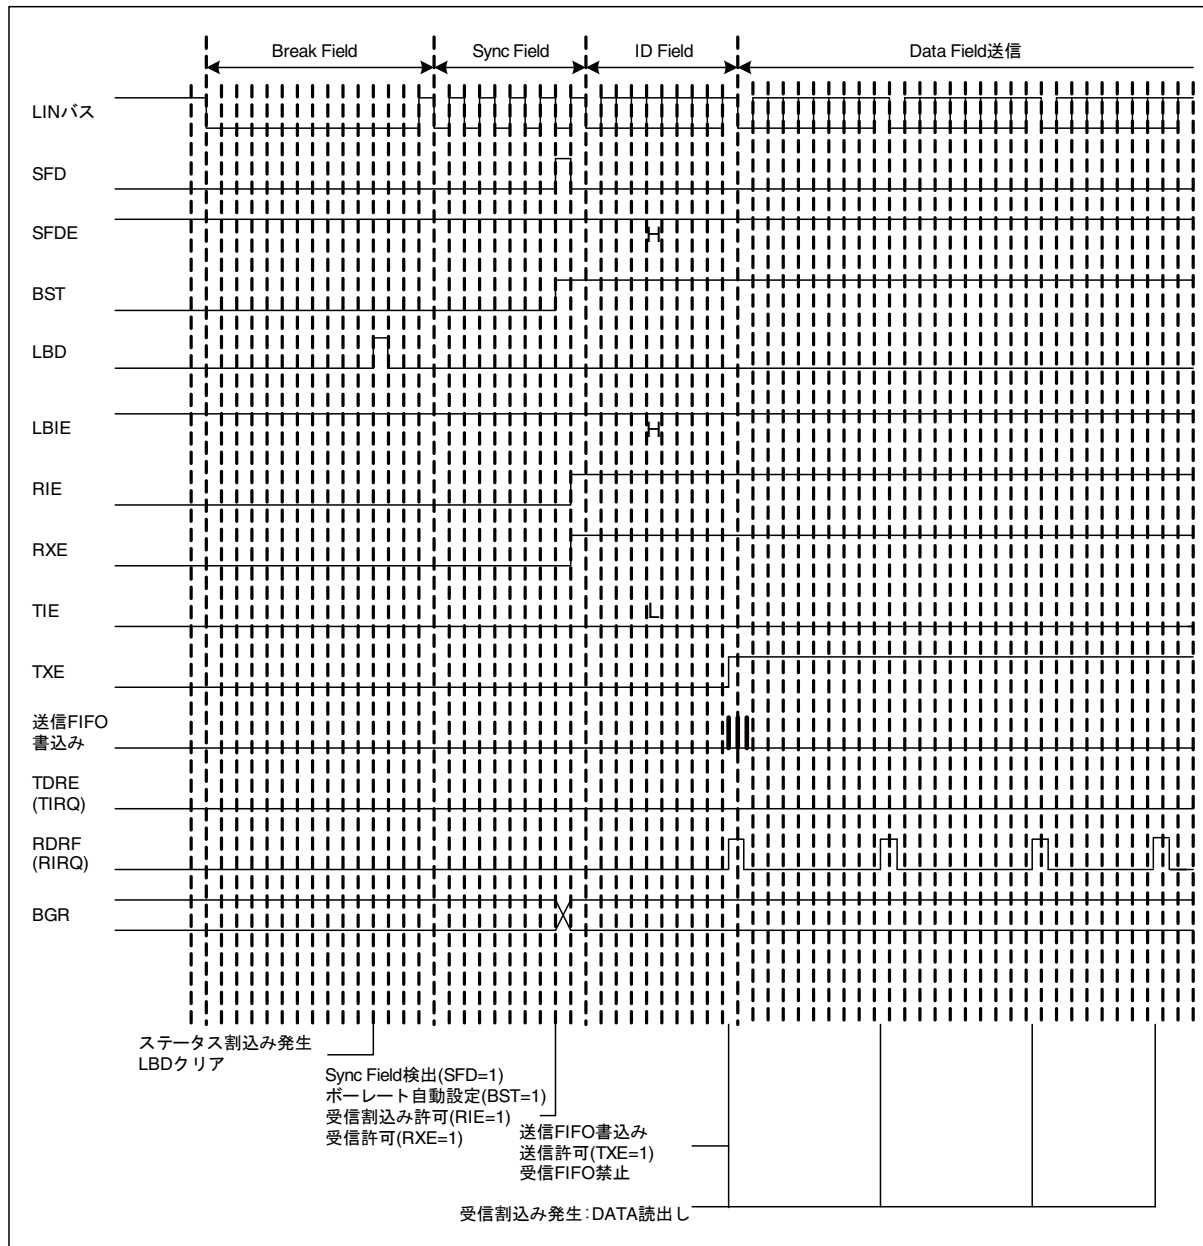 Break Field
Sync Field
ID Field
Data Field送信
LINバス
SFD
SFDE
H
BST
LBD
LBIE
H
RIE
RXE
TIE
L
TXE
送信FIFO
書込み
TDRE
(TIRQ)
RDRF
(RIRQ)
BGR
ステータス割込み発生
LBDクリア
Sync Field検出(SFD=1)
ボーレート自動設定(BST=1)
受信割込み許可(RIE=1)
受信許可(RXE=1)
送信FIFO書込み
送信許可(TXE=1)
受信FIFO禁止
受信割込み発生:DATA読出し